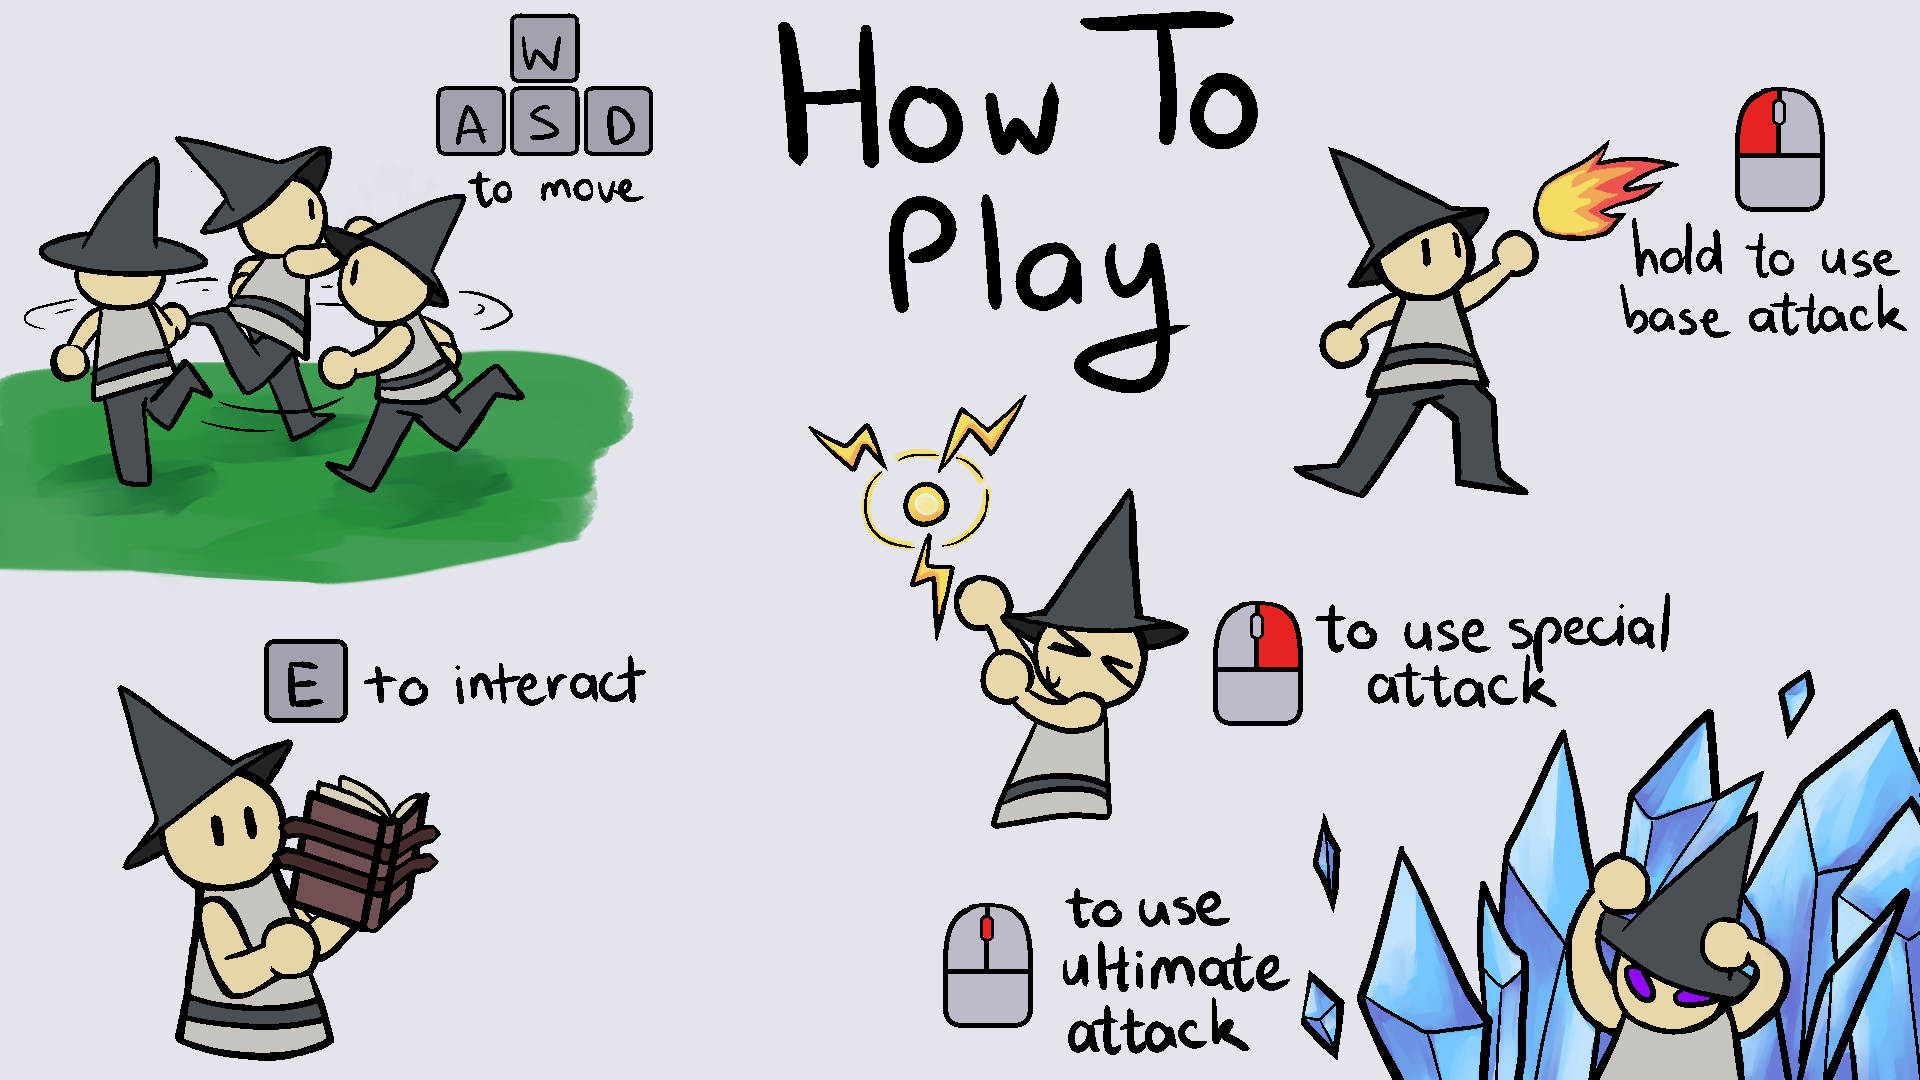 How To
Play
W
A S D
to move
hold to use
base attack
E to interact
to use special
attack
to use
ultimate
attack